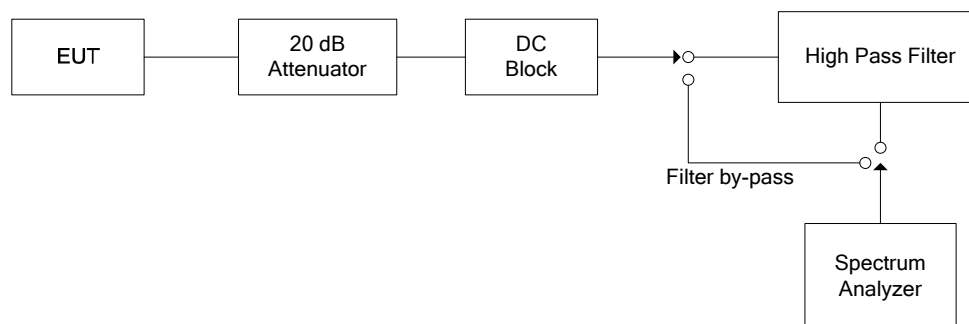 EUT
20 dB
Attenuator
DC
Block
High Pass Filter
Filter by-pass
Spectrum
Analyzer